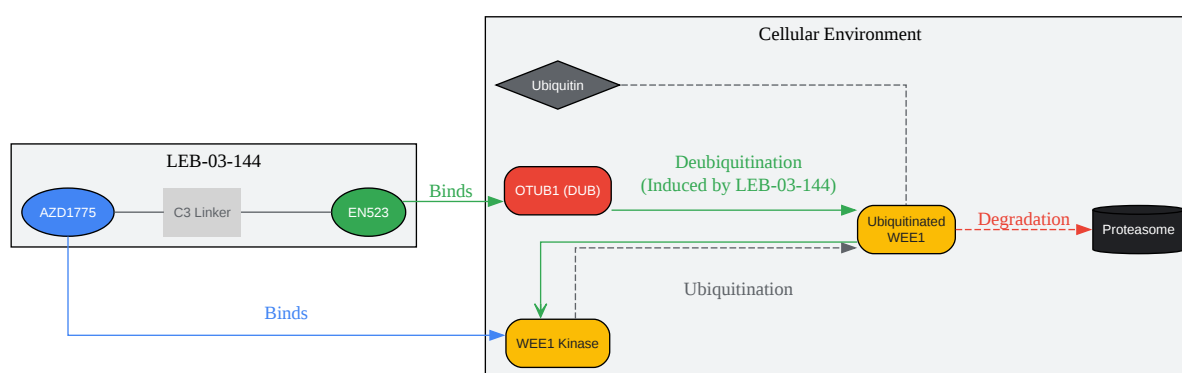 Cellular Environment
Ubiquitin
LEB-03-144
AZD1775
C3 Linker
EN523
Binds
OTUB1 (DUB)
Deubiquitination
(Induced by LEB-03-144)
Ubiquitinated
WEE1
Degradation
Proteasome
Ubiquitination
Binds
WEE1 Kinase